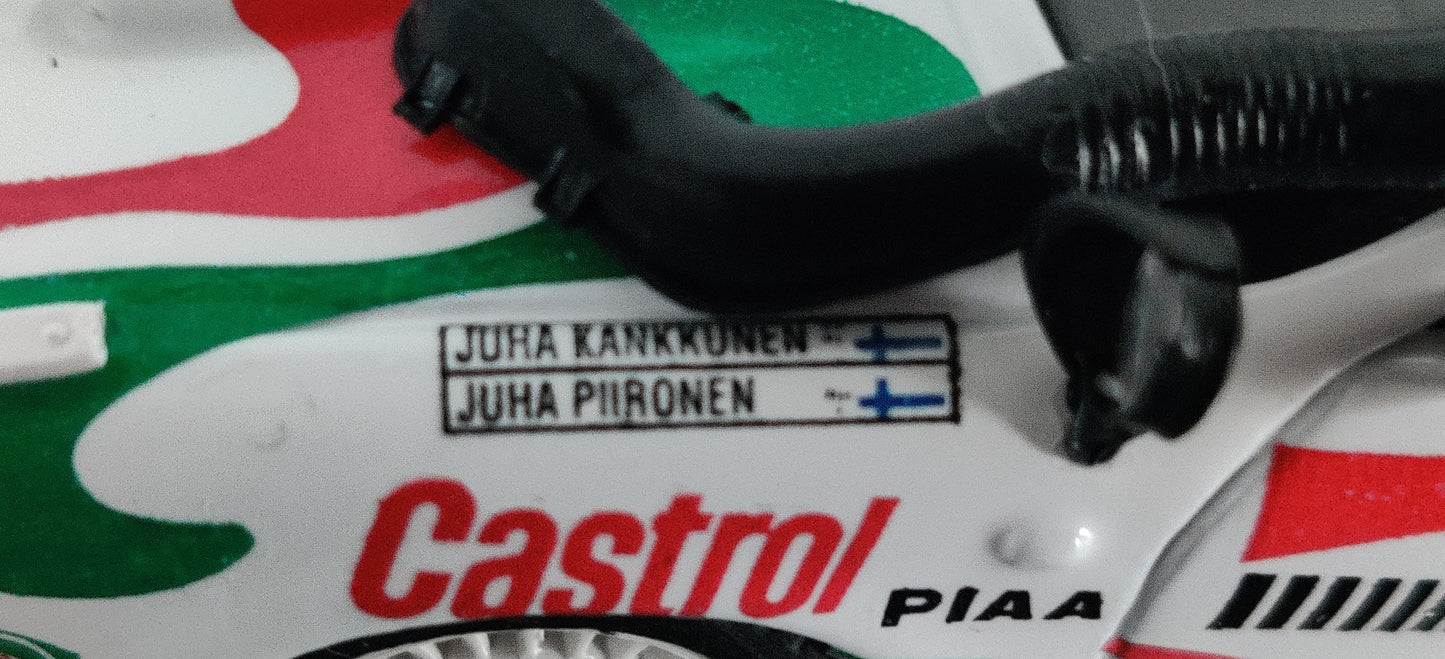 JUHA KANKKUNEN
JUHA PIIRONEN
Castrol
PIAA